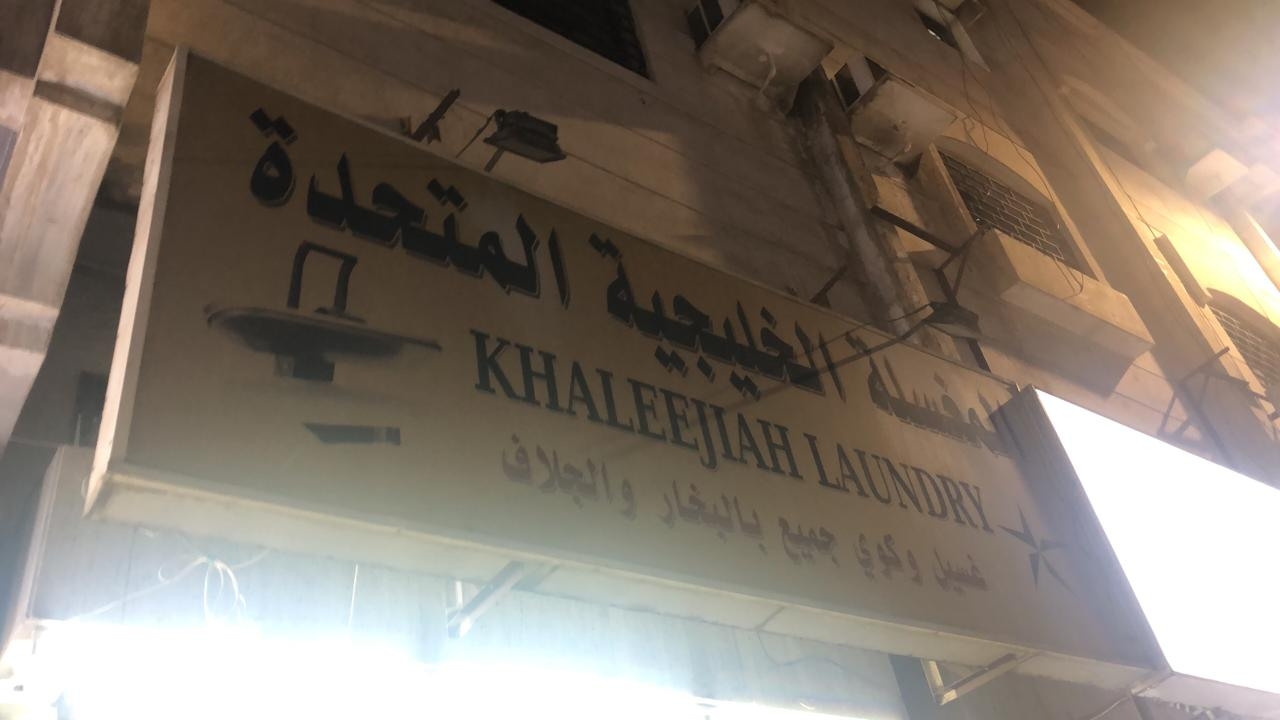 المغسلة الخليجية المتحدة
KHALEEJIAH LAUNDRY
غسيل وكوي جميع بالبخار والجلاف